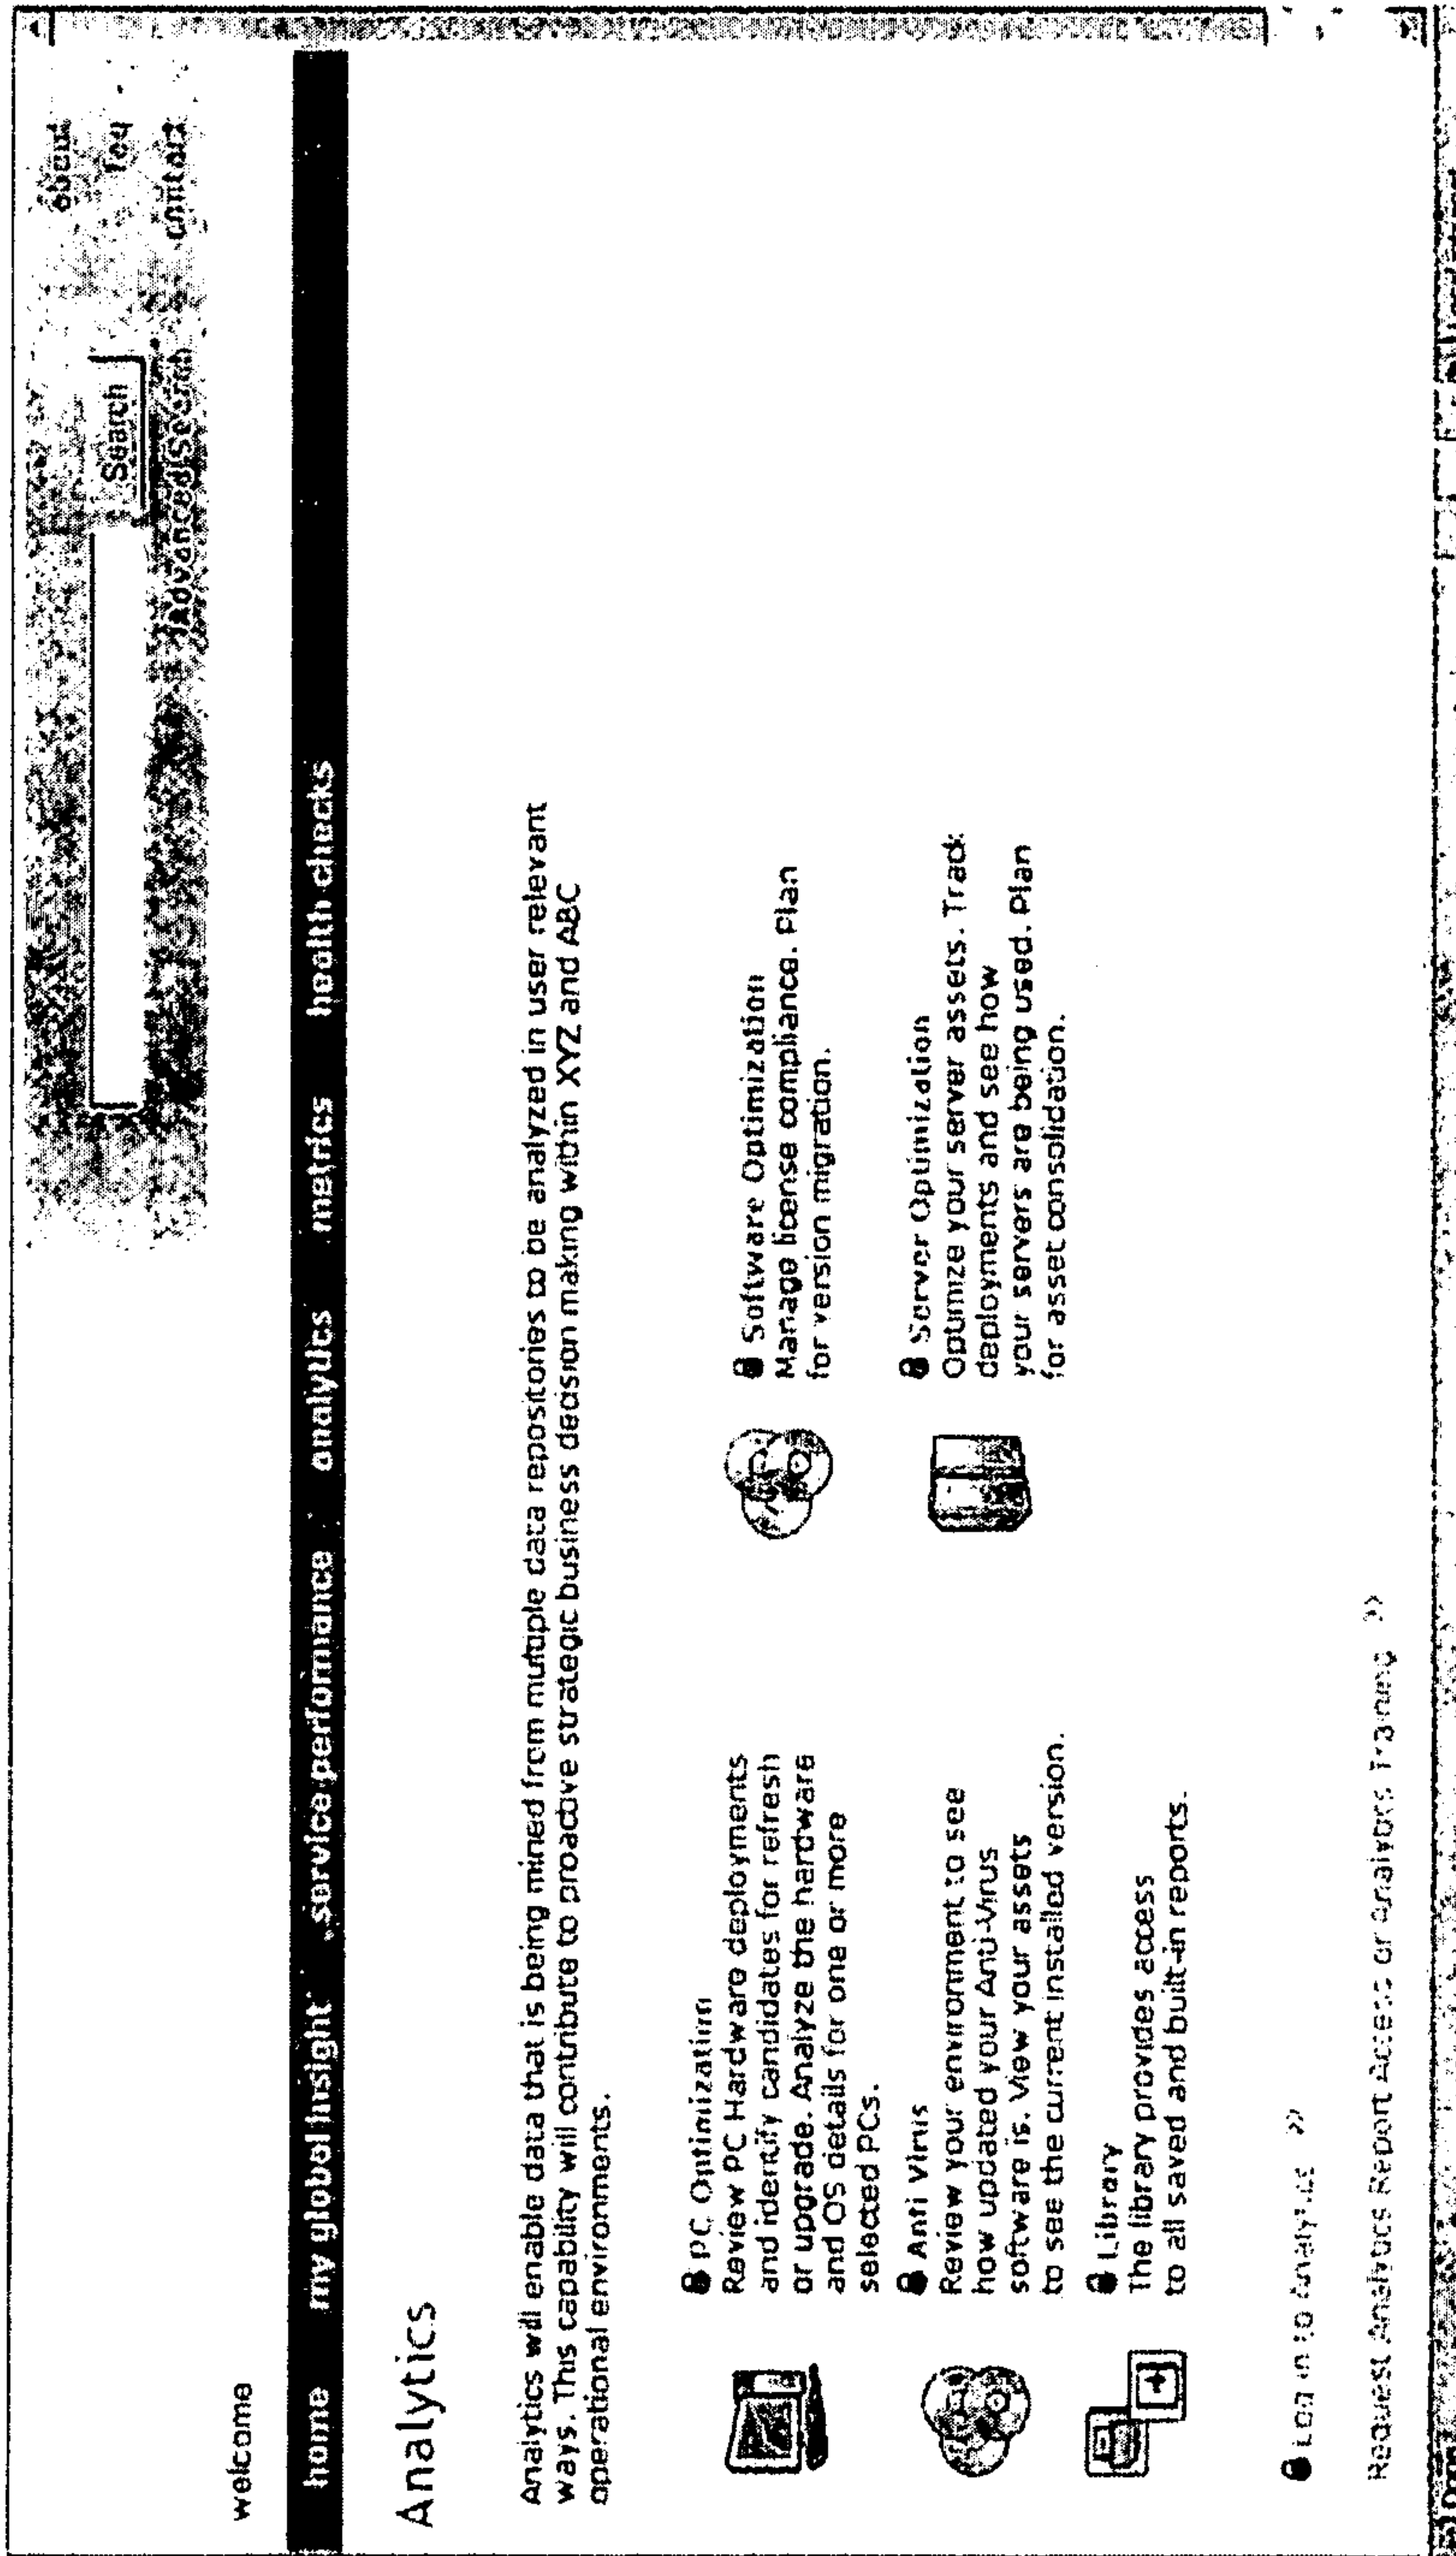 about
faq
contact
Search
Advanced Search
welcome
home my global insight service performance analytics metrics health checks
Analytics
Analytics will enable data that is being mined from multiple data repositories to be analyzed in user relevant
ways. This capability will contribute to proactive strategic business decision making within XYZ and ABC
operational environments.
PC Optimization
Review PC Hardware deployments
and identify candidates for refresh
or upgrade. Analyze the hardware
and OS details for one or more
selected PCs.
Software Optimization
Manage license compliance. Plan
for version migration.
Anti Virus
Review your environment to see
how updated your Anti-Virus
software is. View your assets
to see the current installed version.
Server Optimization
Optimize your server assets. Track
deployments and see how
your servers are being used. Plan
for asset consolidation.
Library
The library provides access
to all saved and built-in reports.
Log in to Analytics »
Request Analytics Report Access or Analytics Training »